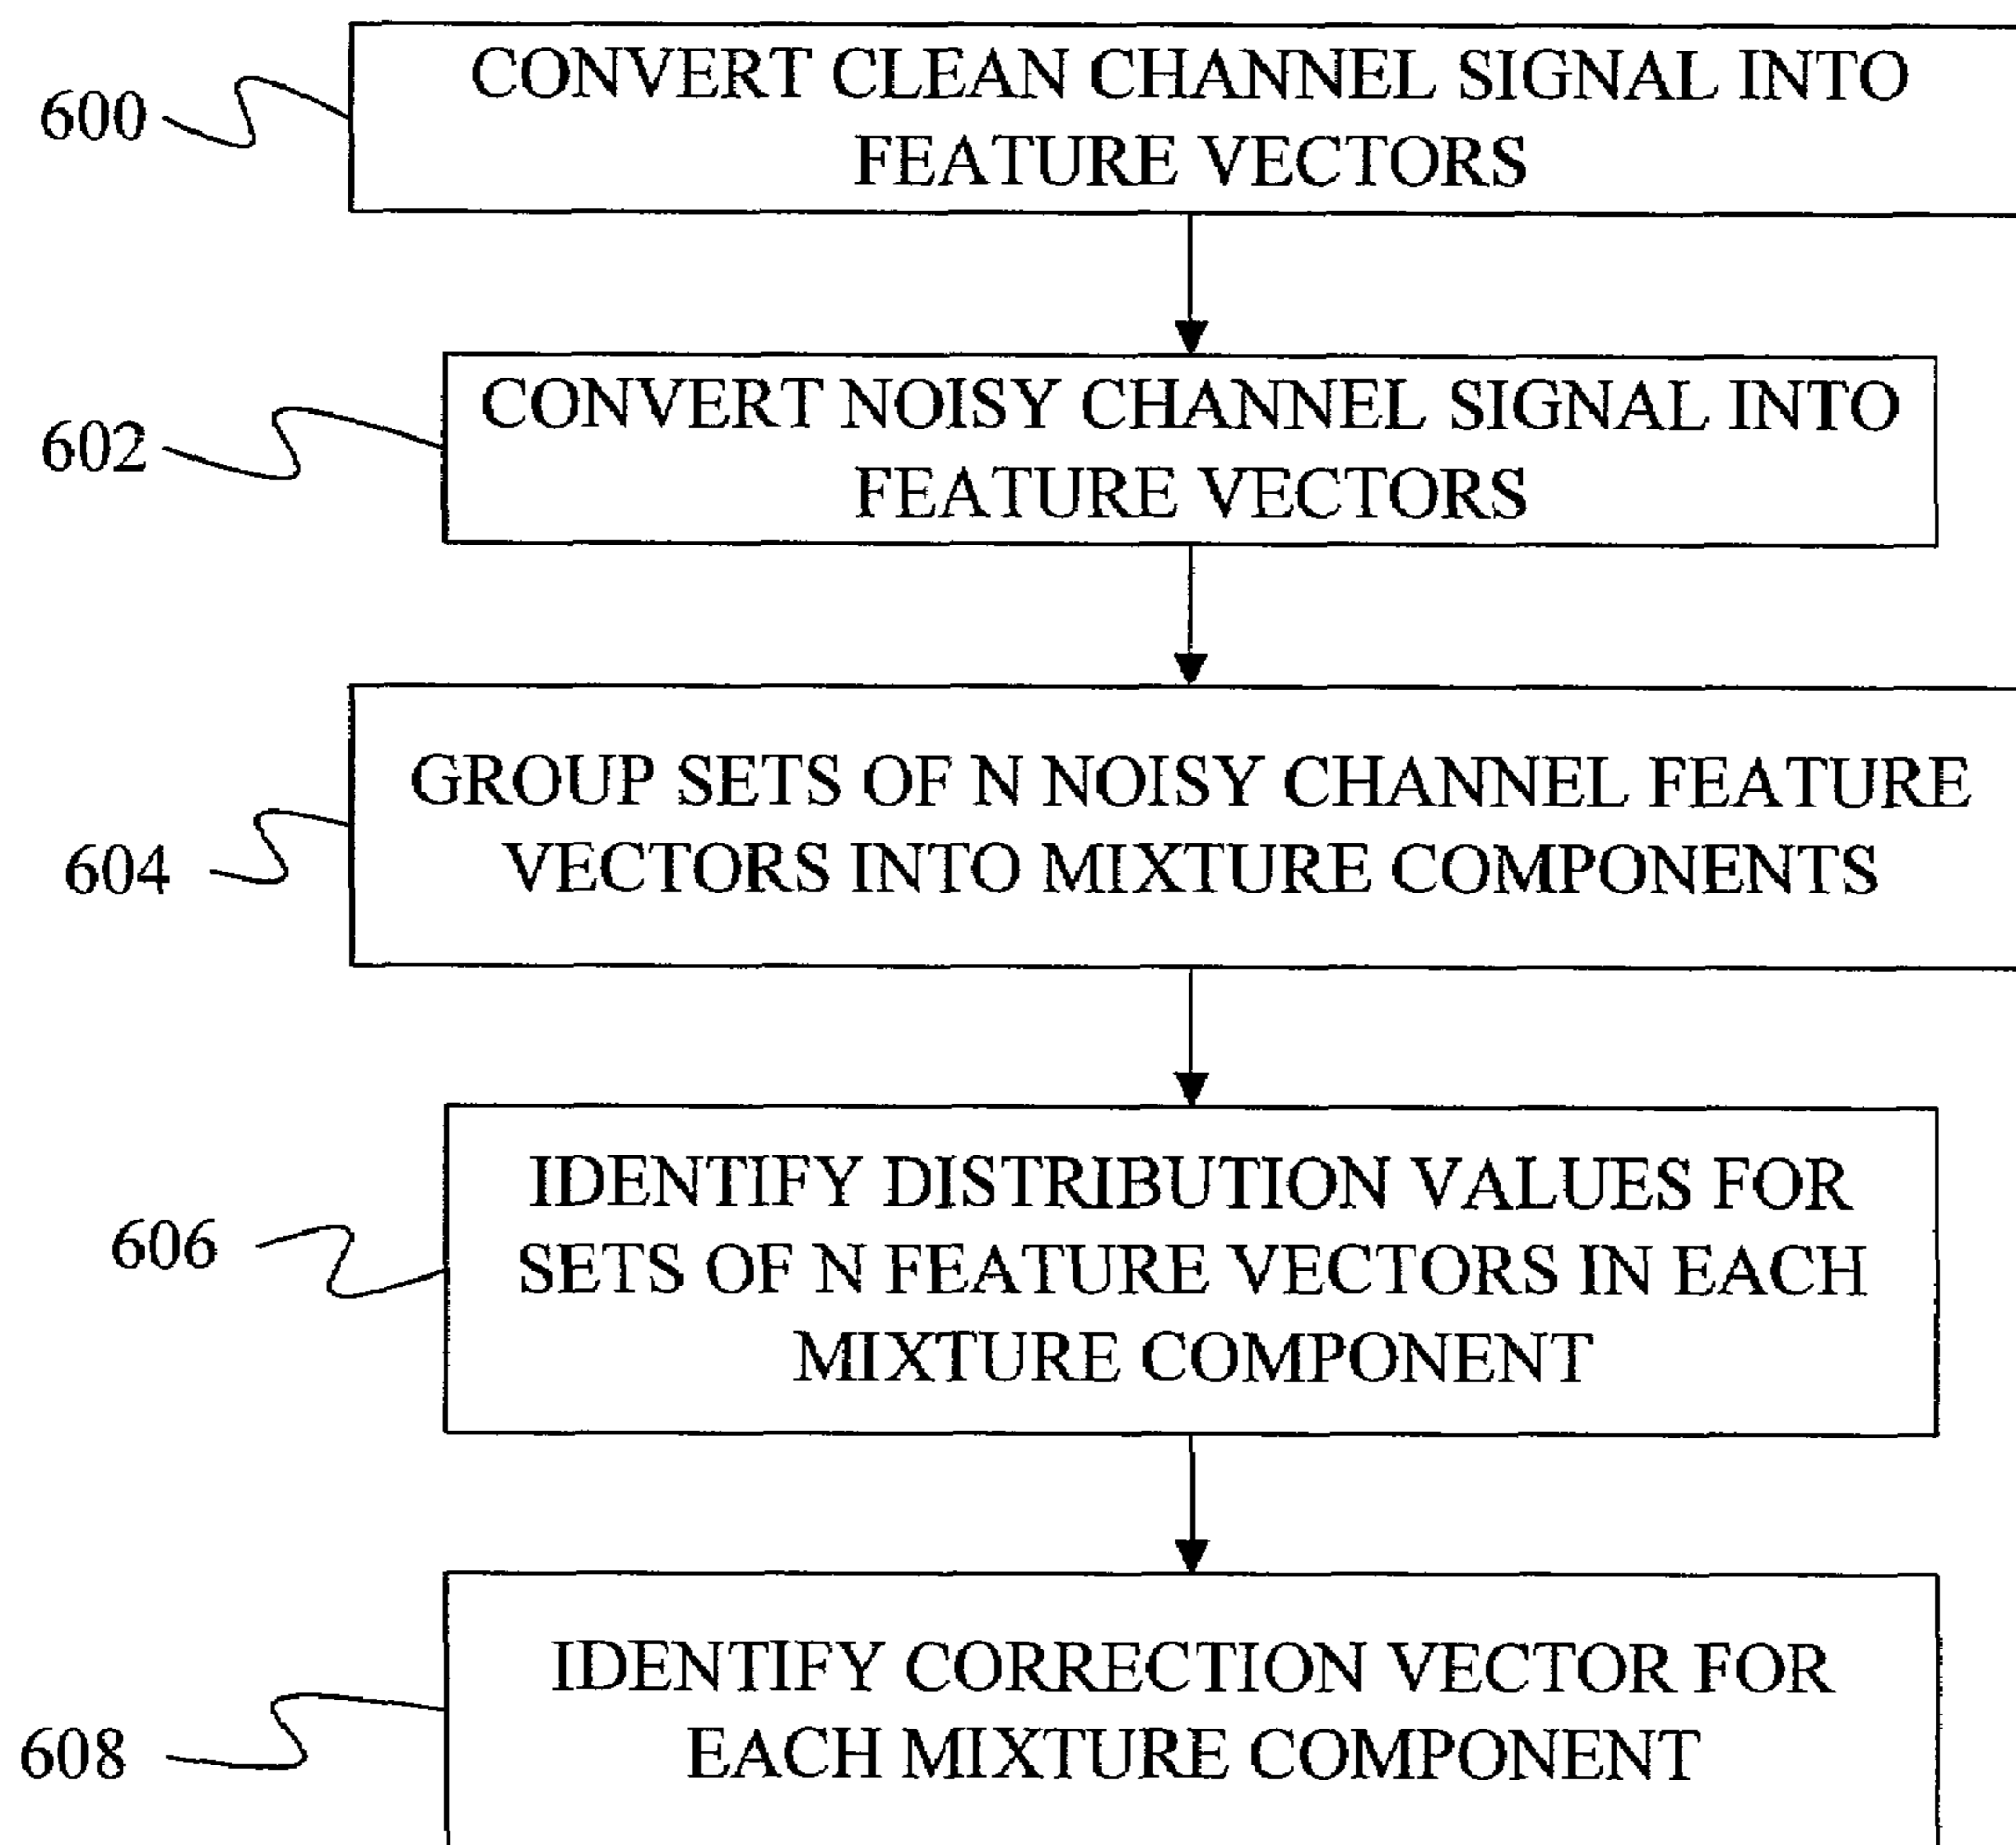 600
CONVERT CLEAN CHANNEL SIGNAL INTO
FEATURE VECTORS
602
CONVERT NOISY CHANNEL SIGNAL INTO
FEATURE VECTORS
604
GROUP SETS OF N NOISY CHANNEL FEATURE
VECTORS INTO MIXTURE COMPONENTS
606
IDENTIFY DISTRIBUTION VALUES FOR
SETS OF N FEATURE VECTORS IN EACH
MIXTURE COMPONENT
608
IDENTIFY CORRECTION VECTOR FOR
EACH MIXTURE COMPONENT